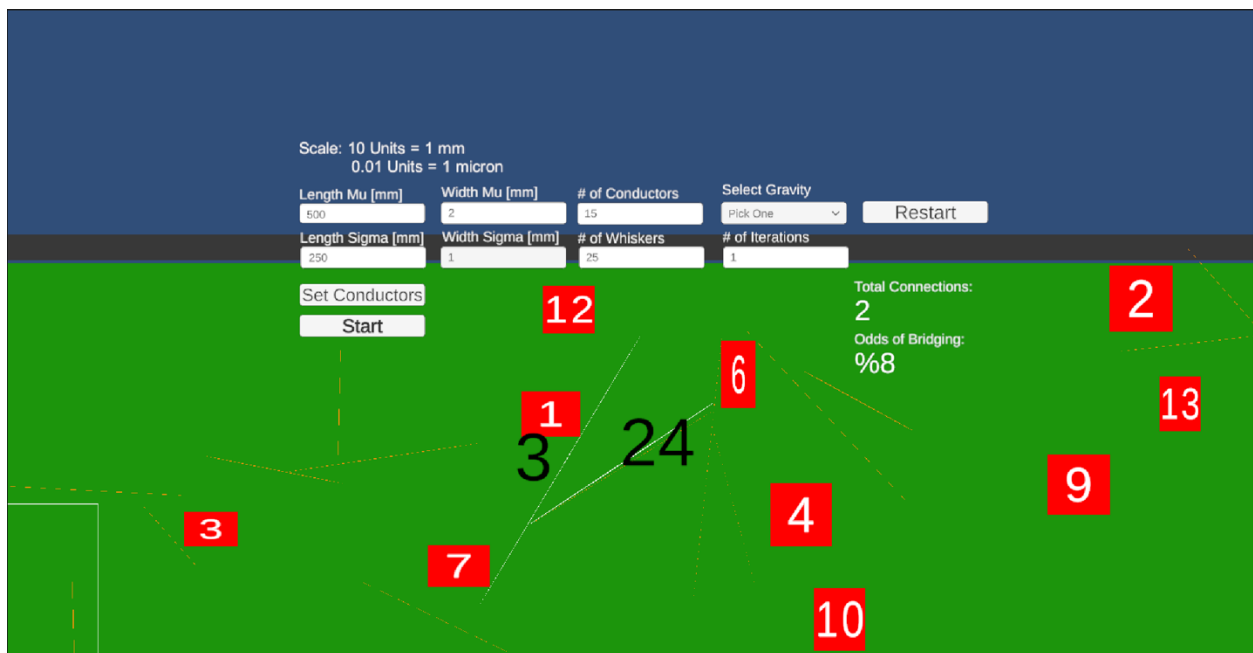 Scale: 10 Units = 1 mm
0.01 Units = 1 micron
Length Mu [mm] Width Mu [mm] # of Conductors Select Gravity
500 2 15 Pick One Restart
Length Sigma [mm] Width Sigma [mm] # of Whiskers # of Iterations
250 1 25 1
Set Conductors
Start
Total Connections:
2
Odds of Bridging:
%8
12
2
6
13
1
3
24
9
4
3
7
10